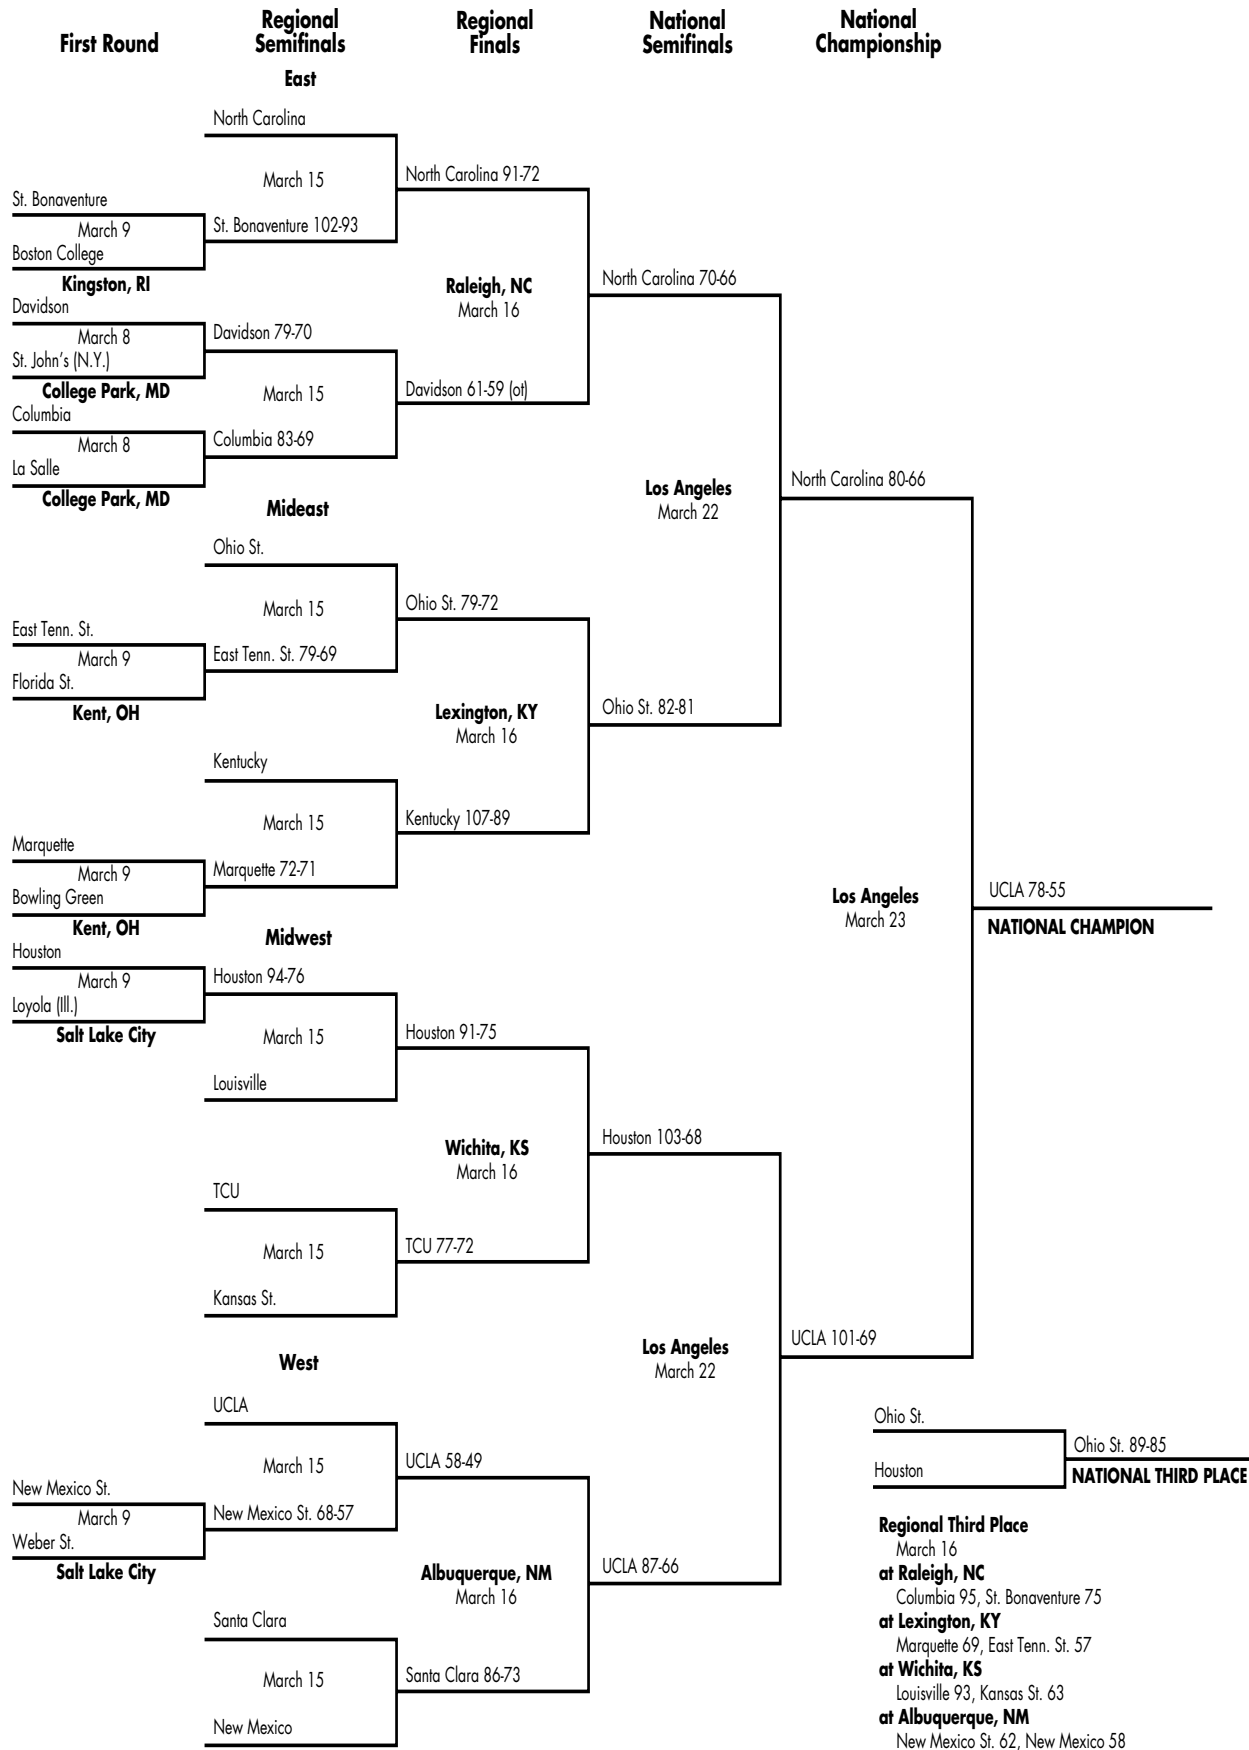 First Round
Regional
Semifinals
Regional
Finals
National
Semifinals
National
Championship
East
North Carolina
March 15
North Carolina 91-72
St. Bonaventure
March 9
St. Bonaventure 102-93
Boston College
Kingston, RI
Raleigh, NC
March 16
North Carolina 70-66
Davidson
March 8
Davidson 79-70
St. John's (N.Y.)
College Park, MD
March 15
Davidson 61-59 (ot)
Columbia
March 8
Columbia 83-69
La Salle
College Park, MD
Los Angeles
March 22
North Carolina 80-66
Mideast
Ohio St.
March 15
Ohio St. 79-72
East Tenn. St.
March 9
East Tenn. St. 79-69
Florida St.
Kent, OH
Lexington, KY
March 16
Ohio St. 82-81
Kentucky
March 15
Kentucky 107-89
Marquette
March 9
Marquette 72-71
Bowling Green
Kent, OH
Los Angeles
March 23
UCLA 78-55
NATIONAL CHAMPION
Midwest
Houston
March 9
Houston 94-76
Loyola (Ill.)
Salt Lake City
March 15
Houston 91-75
Louisville
Wichita, KS
March 16
Houston 103-68
TCU
March 15
TCU 77-72
Kansas St.
Los Angeles
March 22
UCLA 101-69
West
UCLA
March 15
UCLA 58-49
New Mexico St.
March 9
New Mexico St. 68-57
Weber St.
Salt Lake City
Albuquerque, NM
March 16
UCLA 87-66
Santa Clara
March 15
Santa Clara 86-73
New Mexico
Ohio St.
Ohio St. 89-85
Houston
NATIONAL THIRD PLACE
Regional Third Place
March 16
at Raleigh, NC
Columbia 95, St. Bonaventure 75
at Lexington, KY
Marquette 69, East Tenn. St. 57
at Wichita, KS
Louisville 93, Kansas St. 63
at Albuquerque, NM
New Mexico St. 62, New Mexico 58